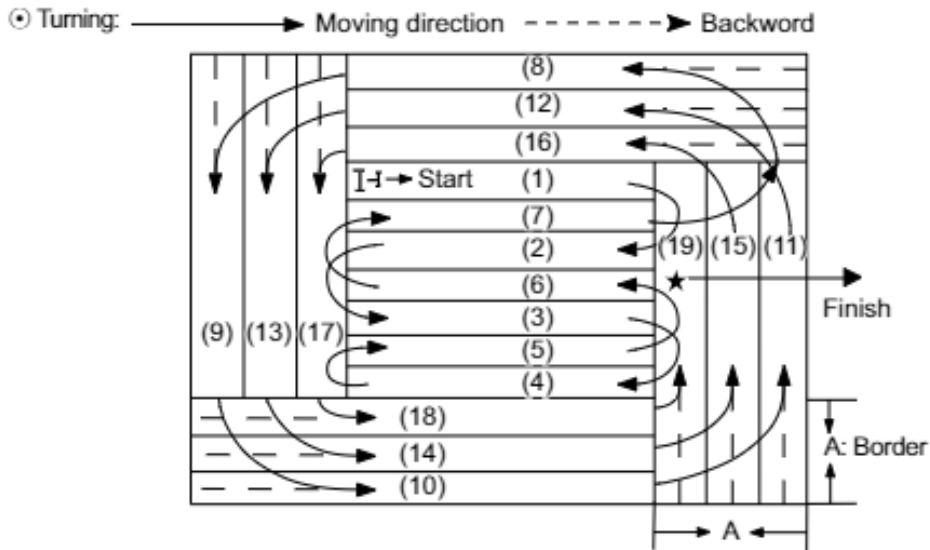 ⊙ Turning: Moving direction Backword
(8)
(12)
(16)
Start (1)
(7)
(2) (19) (15) (11)
(6)
Finish
(9) (13) (17) (3)
(5)
(4)
(18)
(14) A: Border
(10)
A